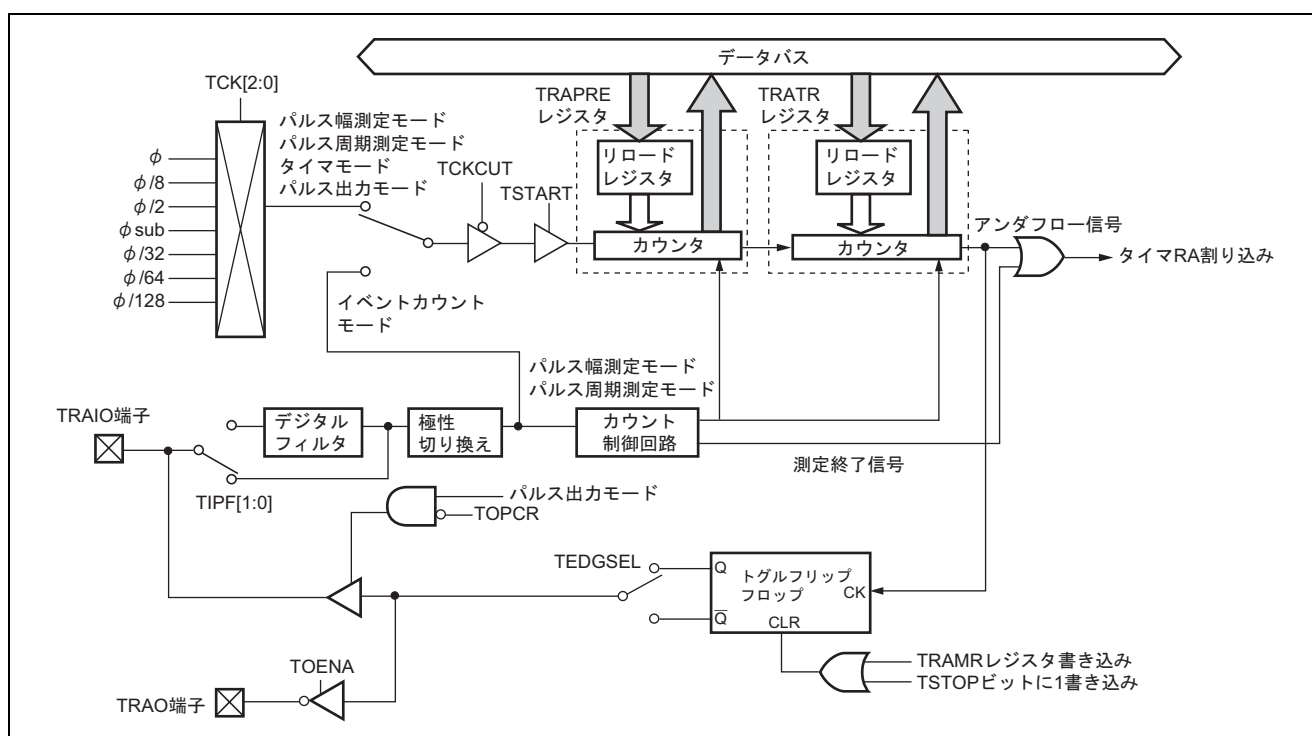 データバス
TCK[2:0]
φ
φ/8
φ/2
φsub
φ/32
φ/64
φ/128
パルス幅測定モード
パルス周期測定モード
タイマモード
パルス出力モード
TCKCUT
TSTART
TRAPRE
レジスタ
リロード
レジスタ
カウンタ
TRATR
レジスタ
リロード
レジスタ
カウンタ
アンダフロー信号
タイマRA割り込み
イベントカウント
モード
パルス幅測定モード
パルス周期測定モード
TRAIO端子
デジタル
フィルタ
極性
切り換え
カウント
制御回路
測定終了信号
TIPF[1:0]
パルス出力モード
TOPCR
TEDGSEL
Q
Q̅
トグルフリップ
フロップ
CK
CLR
TRAMRレジスタ書き込み
TSTOPビットに1書き込み
TOENA
TRAO端子